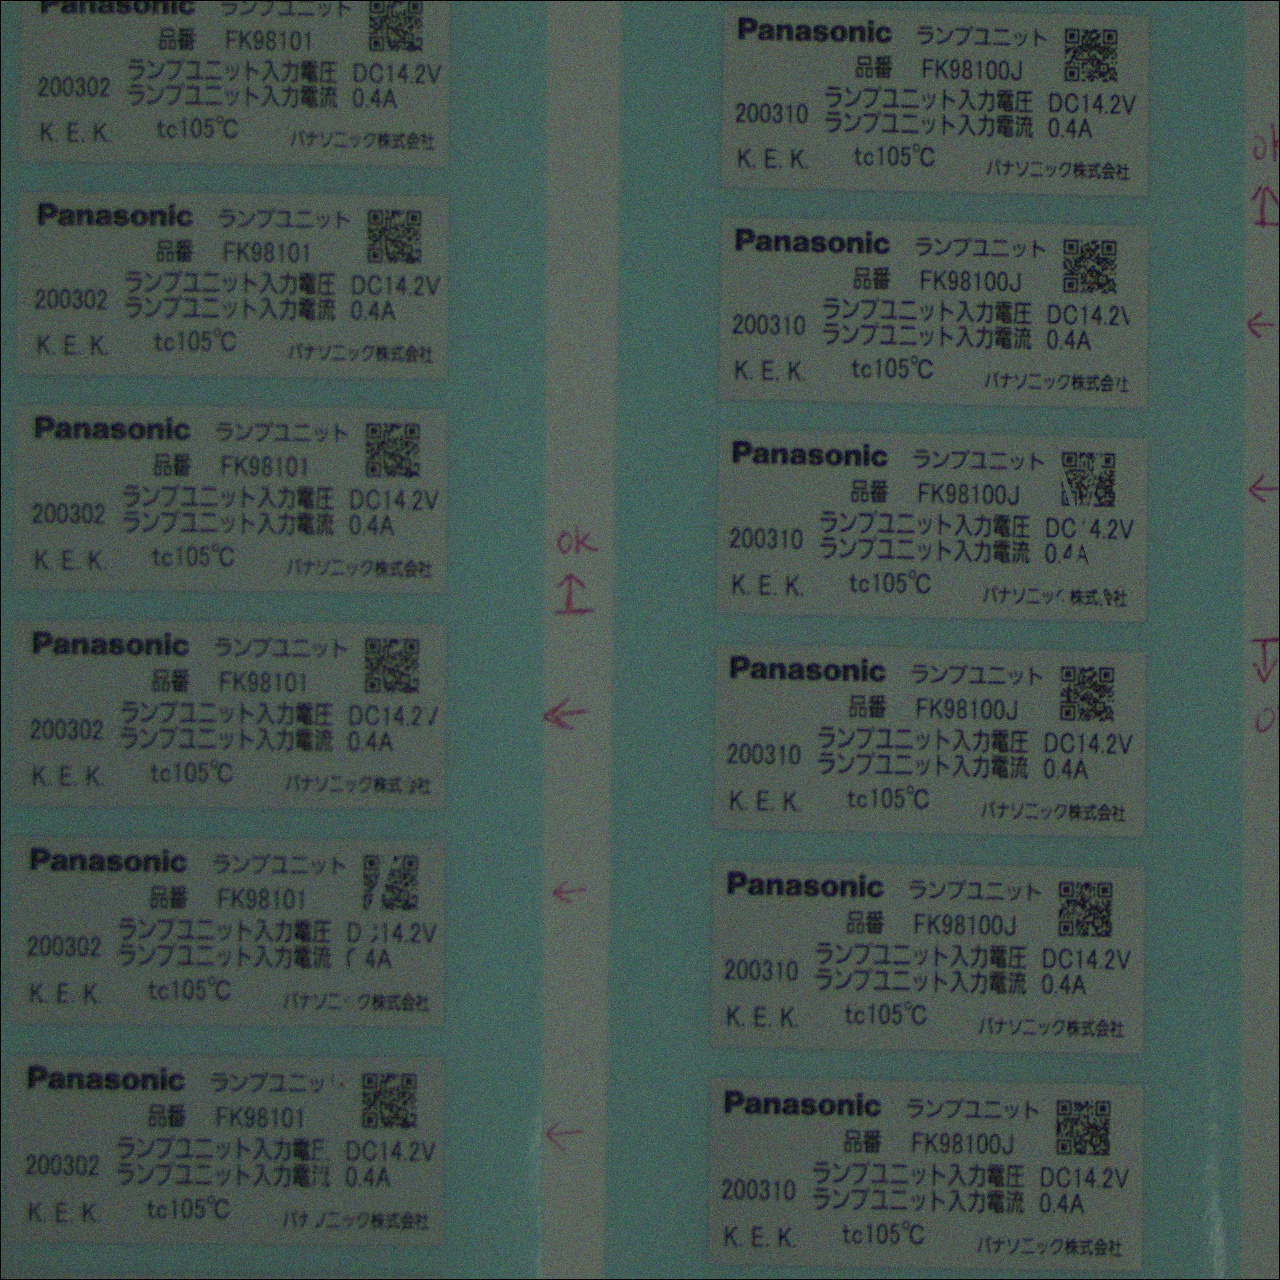 Panasonic ランプユニット
品番 FK98101
ランプユニット入力電圧 DC14.2V
200302
ランプユニット入力電流 0.4A
K. E. K. tc105℃ パナソニック株式会社
Panasonic ランプユニット
品番 FK98101
ランプユニット入力電圧 DC14.2V
200302
ランプユニット入力電流 0.4A
K. E. K. tc105℃ パナソニック株式会社
Panasonic ランプユニット
品番 FK98101
ランプユニット入力電圧 DC14.2V
200302
ランプユニット入力電流 0.4A
K. E. K. tc105℃ パナソニック株式会社
Panasonic ランプユニット
品番 FK98101
ランプユニット入力電圧 DC14.2V
200302
ランプユニット入力電流 0.4A
K. E. K. tc105℃
Panasonic ランプユニット
品番 FK98101
ランプユニット入力電圧
200302
ランプユニット入力電流
K. E. K. tc105℃
Panasonic
品番 FK98101
DC14.2V
200302
0.4A
K. E. K. tc105℃
ok
Panasonic ランプユニット
品番 FK98100J
ランプユニット入力電圧 DC14.2V
200310
ランプユニット入力電流 0.4A
K. E. K. tc105℃ パナソニック株式会社
Panasonic ランプユニット
品番 FK98100J
ランプユニット入力電圧
200310
ランプユニット入力電流 0.4A
K. E. K. tc105℃
Panasonic ランプユニット
品番 FK98100J
ランプユニット入力電圧
200310
ランプユニット入力電流
K. E. K. tc105℃
Panasonic ランプユニット
品番 FK98100J
ランプユニット入力電圧 DC14.2V
200310
ランプユニット入力電流 0.4A
K. E. K. tc105℃ パナソニック株式会社
Panasonic ランプユニット
品番 FK98100J
ランプユニット入力電圧 DC14.2V
200310
ランプユニット入力電流 0.4A
K. E. K. tc105℃ パナソニック株式会社
Panasonic ランプユニット
品番 FK98100J
ランプユニット入力電圧 DC14.2V
200310
ランプユニット入力電流 0.4A
K. E. K. tc105℃ パナソニック株式会社
ok